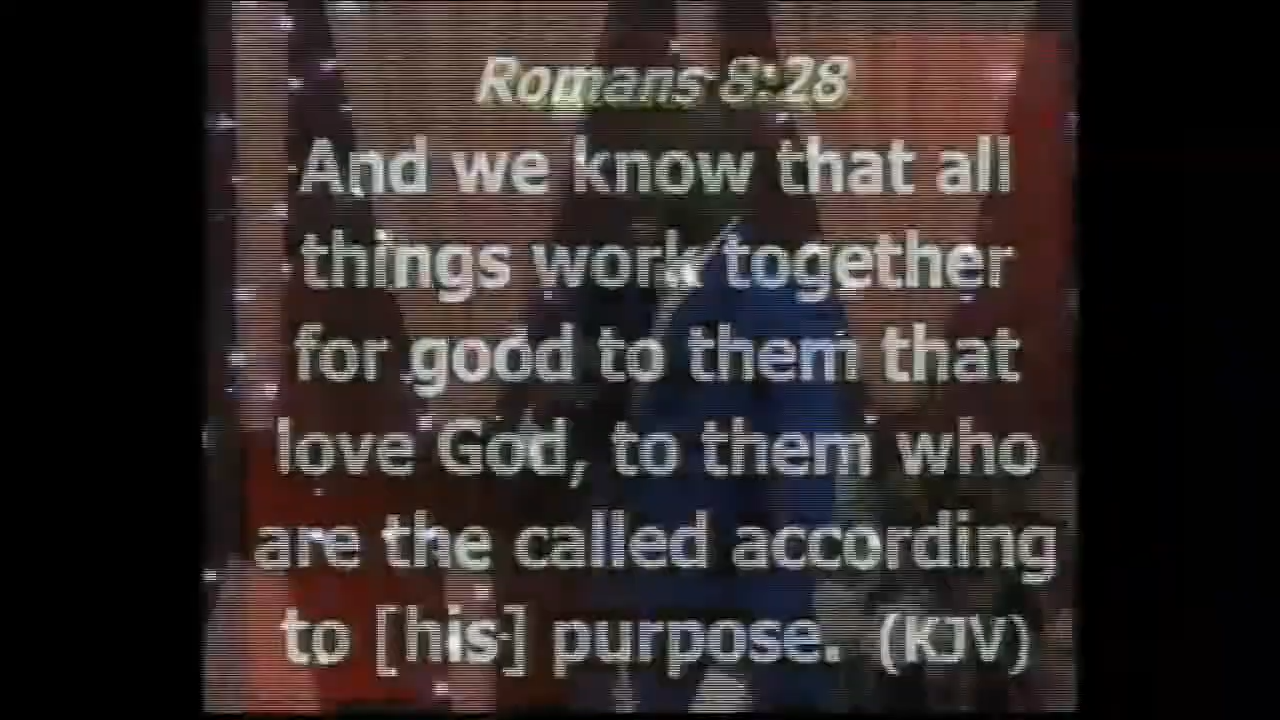 Romans 8:28
And we know that all
things work together
for good to them that
love God, to them who
are the called according
to [his] purpose. (KJV)